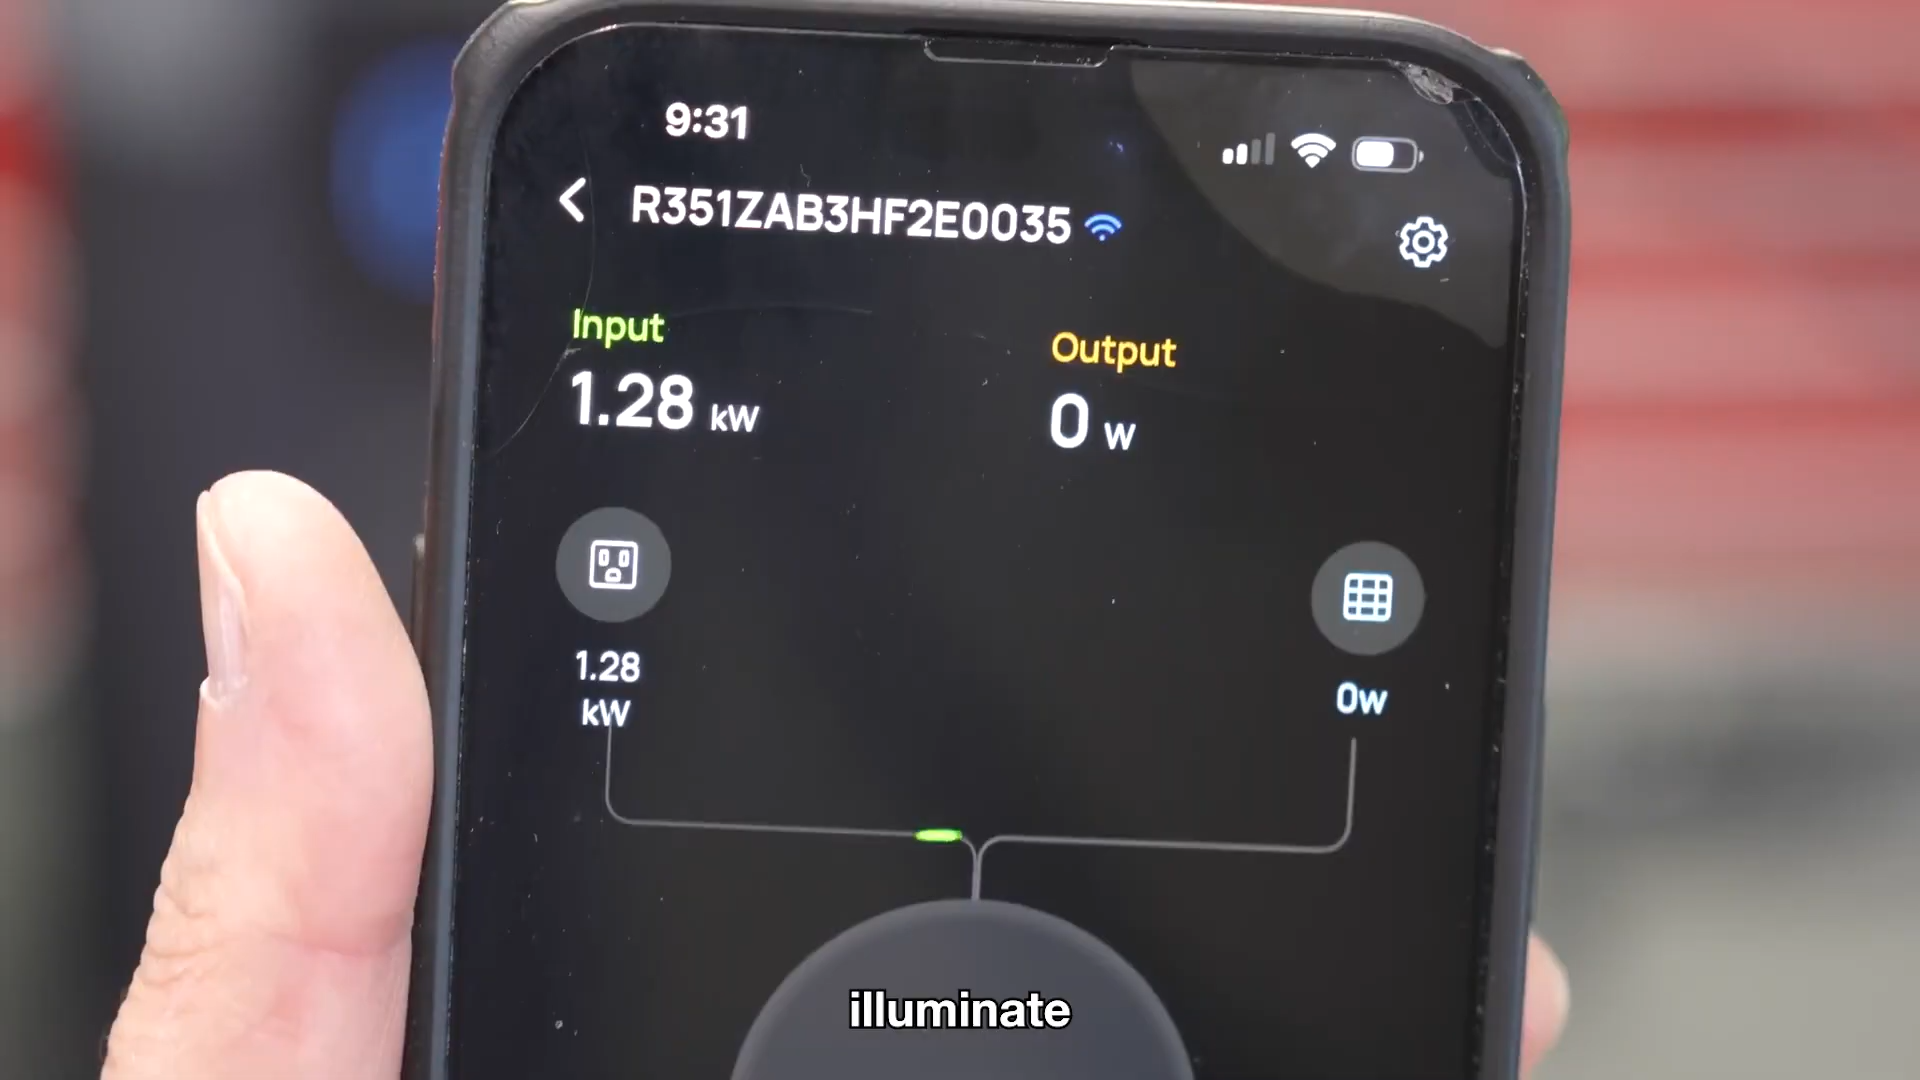 9:31
R351ZAB3HF2E0035
Input
Output
1.28 kW
0 W
1.28
kW
0W
illuminate